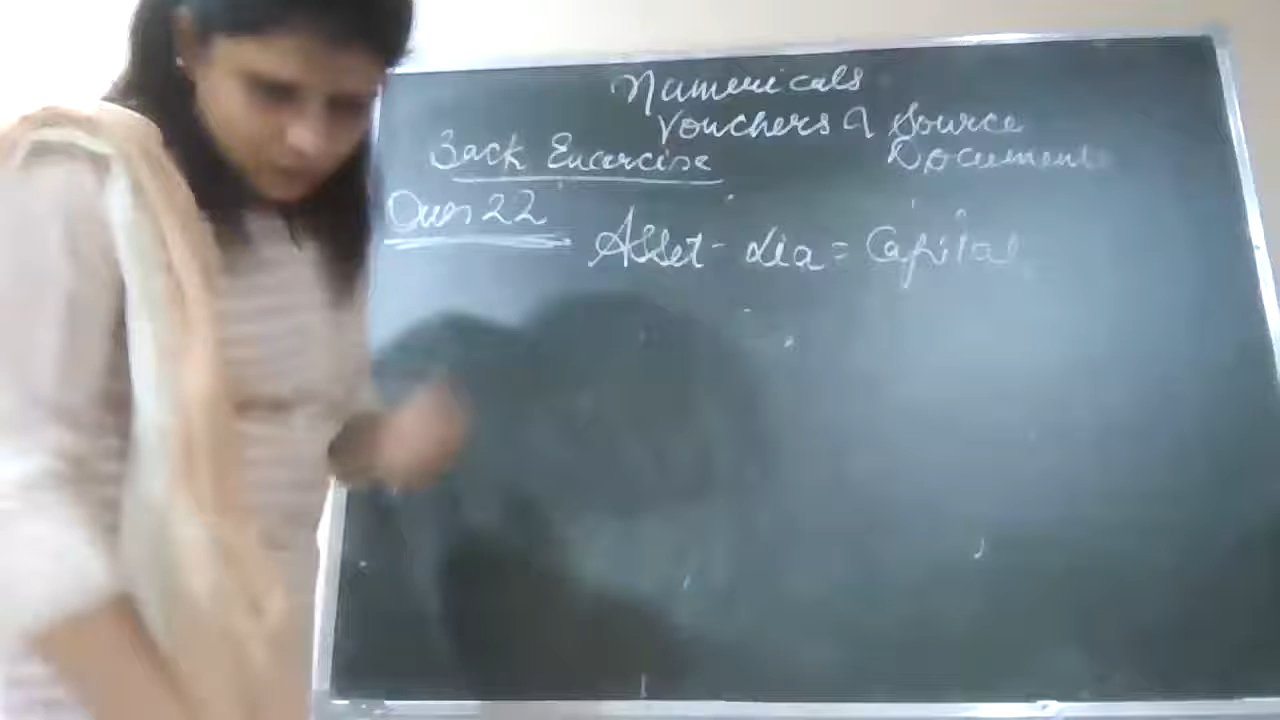 Numericals
Vouchers & Source
Documents
Back Exercise
Ques 22
Asset - Lia = Capital